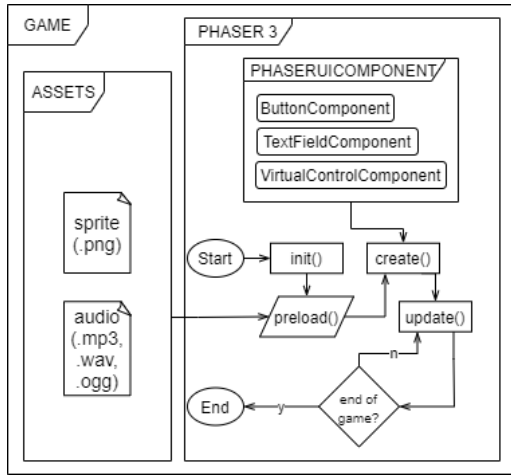 GAME
PHASER 3
PHASERUICOMPONENT
ButtonComponent
TextFieldComponent
VirtualControlComponent
ASSETS
sprite
(.png)
audio
(.mp3,
.wav,
.ogg)
Start
init()
create()
preload()
update()
n
end of
game?
y
End